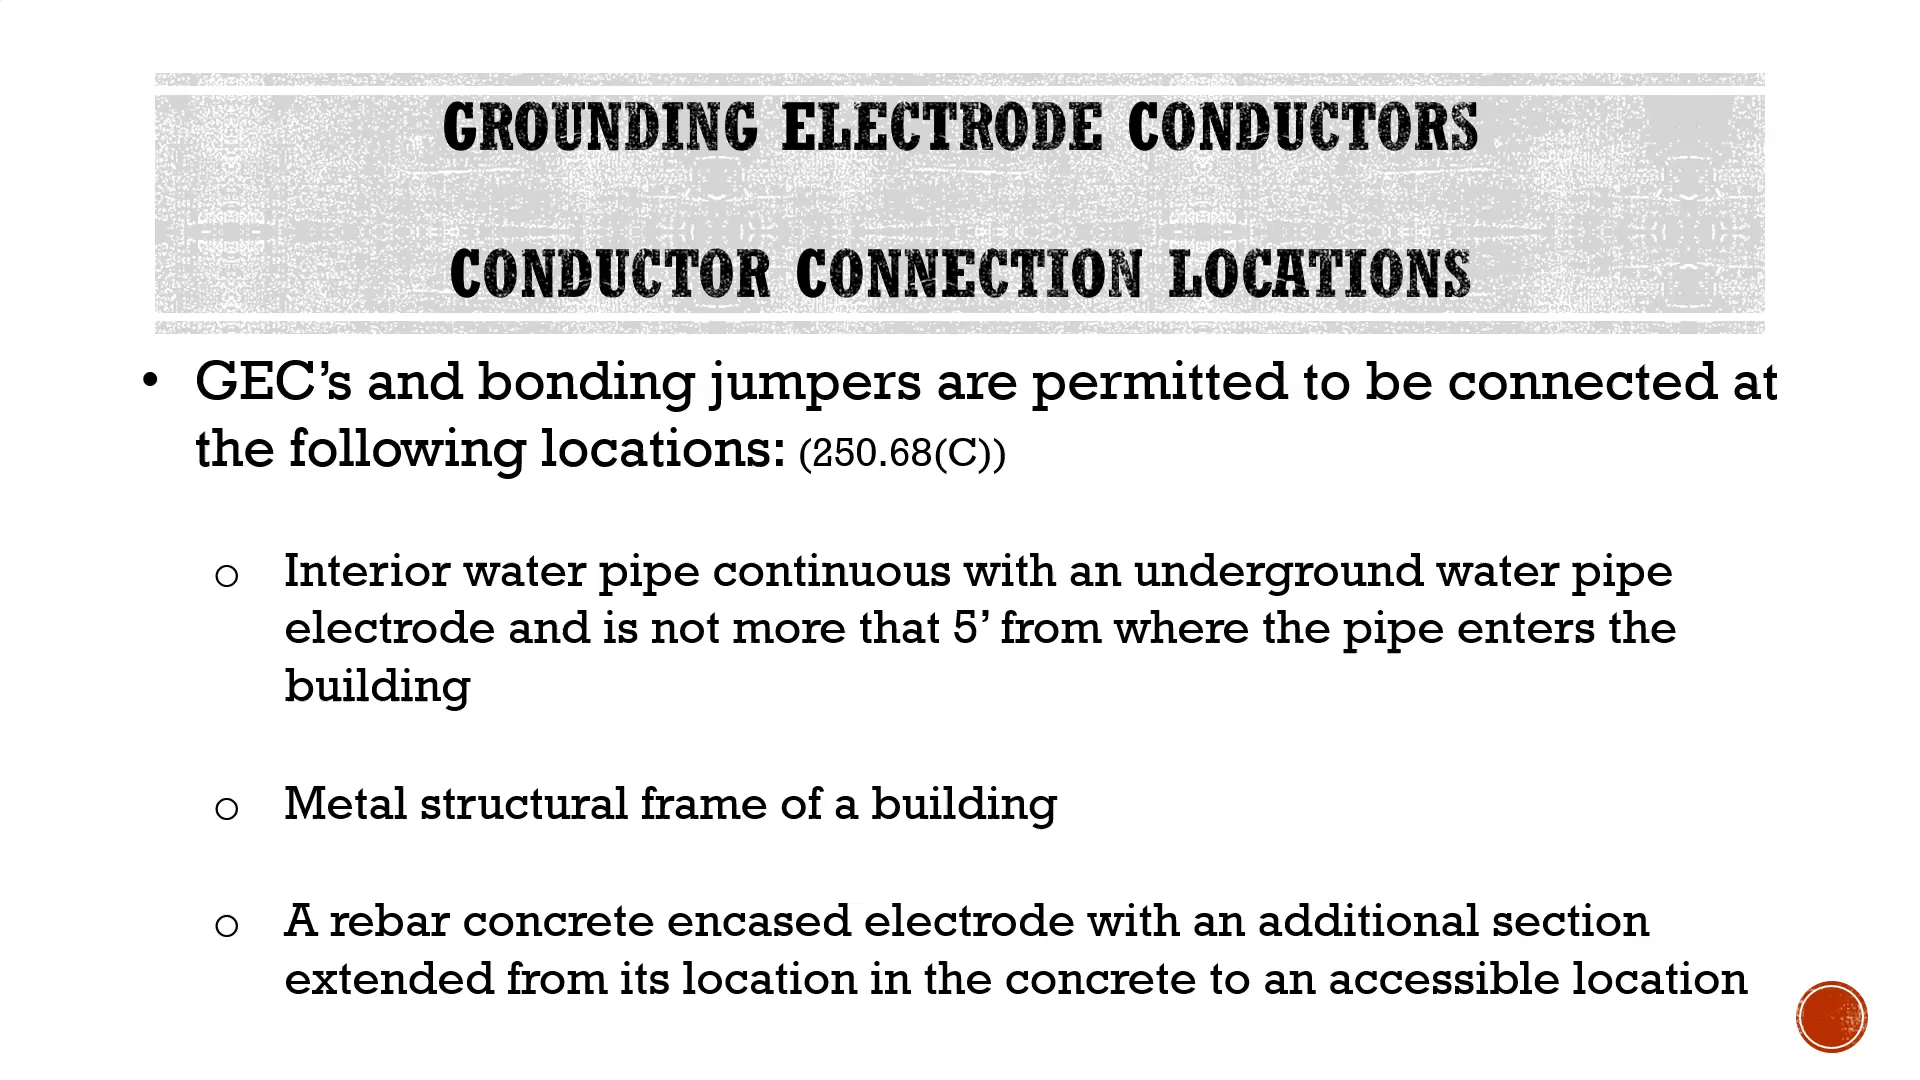 GROUNDING ELECTRODE CONDUCTORS
CONDUCTOR CONNECTION LOCATIONS
• GEC’s and bonding jumpers are permitted to be connected at
the following locations: (250.68(C))
o Interior water pipe continuous with an underground water pipe
electrode and is not more that 5’ from where the pipe enters the
building
o Metal structural frame of a building
o A rebar concrete encased electrode with an additional section
extended from its location in the concrete to an accessible location